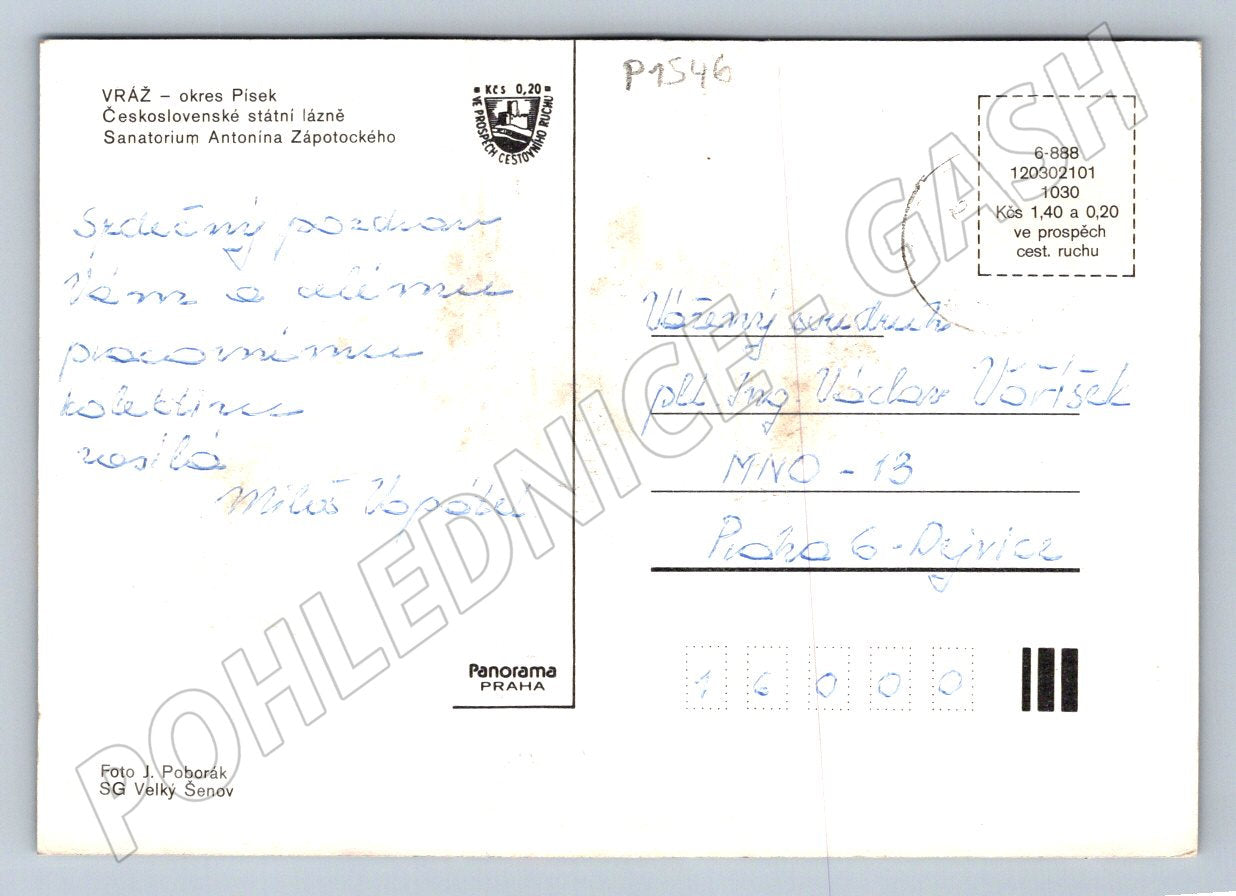 P1546
VRÁŽ – okres Písek
Československé státní lázně
Sanatorium Antonína Zápotockého
Kčs 0,20
VE PROSPĚCH CESTOVNÍHO RUCHU
Srdečný pozdrav
Vám a celému
pracovnímu
kolektivu
zasílá
Miloš
Panorama
PRAHA
Foto J. Poborák
SG Velký Šenov
6-888
120302101
1030
Kčs 1,40 a 0,20
ve prospěch
cest. ruchu
Vážený soudruh
plk Ing. Václav Voříšek
MNO - 13
Praha 6 - Dejvice
16000
POHLEDNICE - GASH